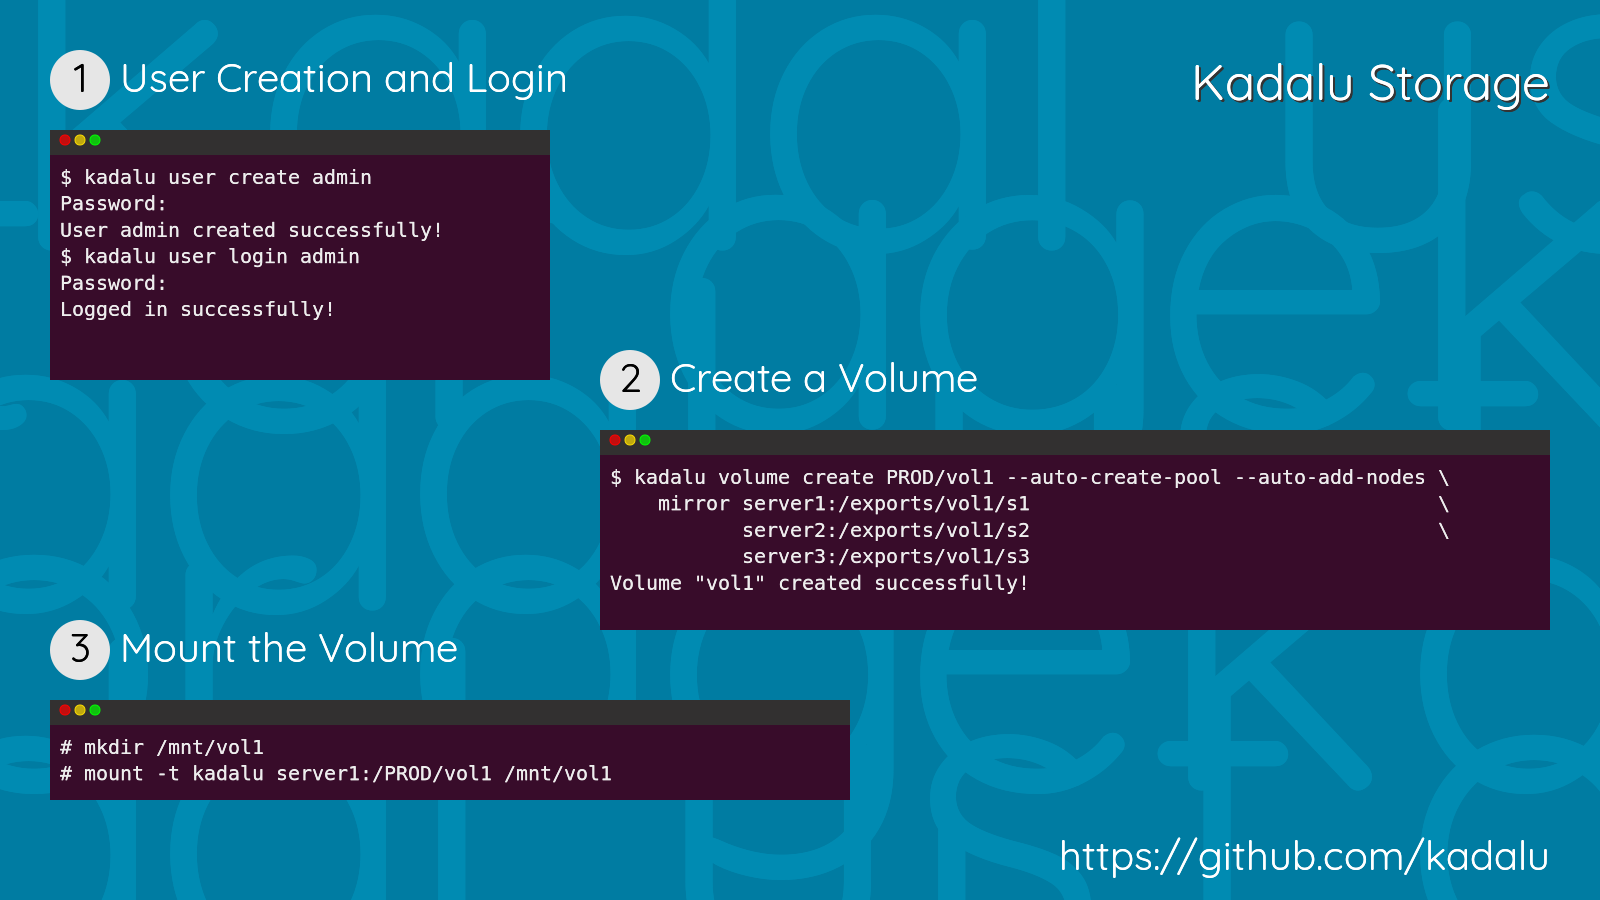 1 User Creation and Login
Kadalu Storage
$ kadalu user create admin
Password:
User admin created successfully!
$ kadalu user login admin
Password:
Logged in successfully!
2 Create a Volume
$ kadalu volume create PROD/vol1 --auto-create-pool --auto-add-nodes \
    mirror server1:/exports/vol1/s1                                  \
           server2:/exports/vol1/s2                                  \
           server3:/exports/vol1/s3
Volume "vol1" created successfully!
3 Mount the Volume
# mkdir /mnt/vol1
# mount -t kadalu server1:/PROD/vol1 /mnt/vol1
https://github.com/kadalu